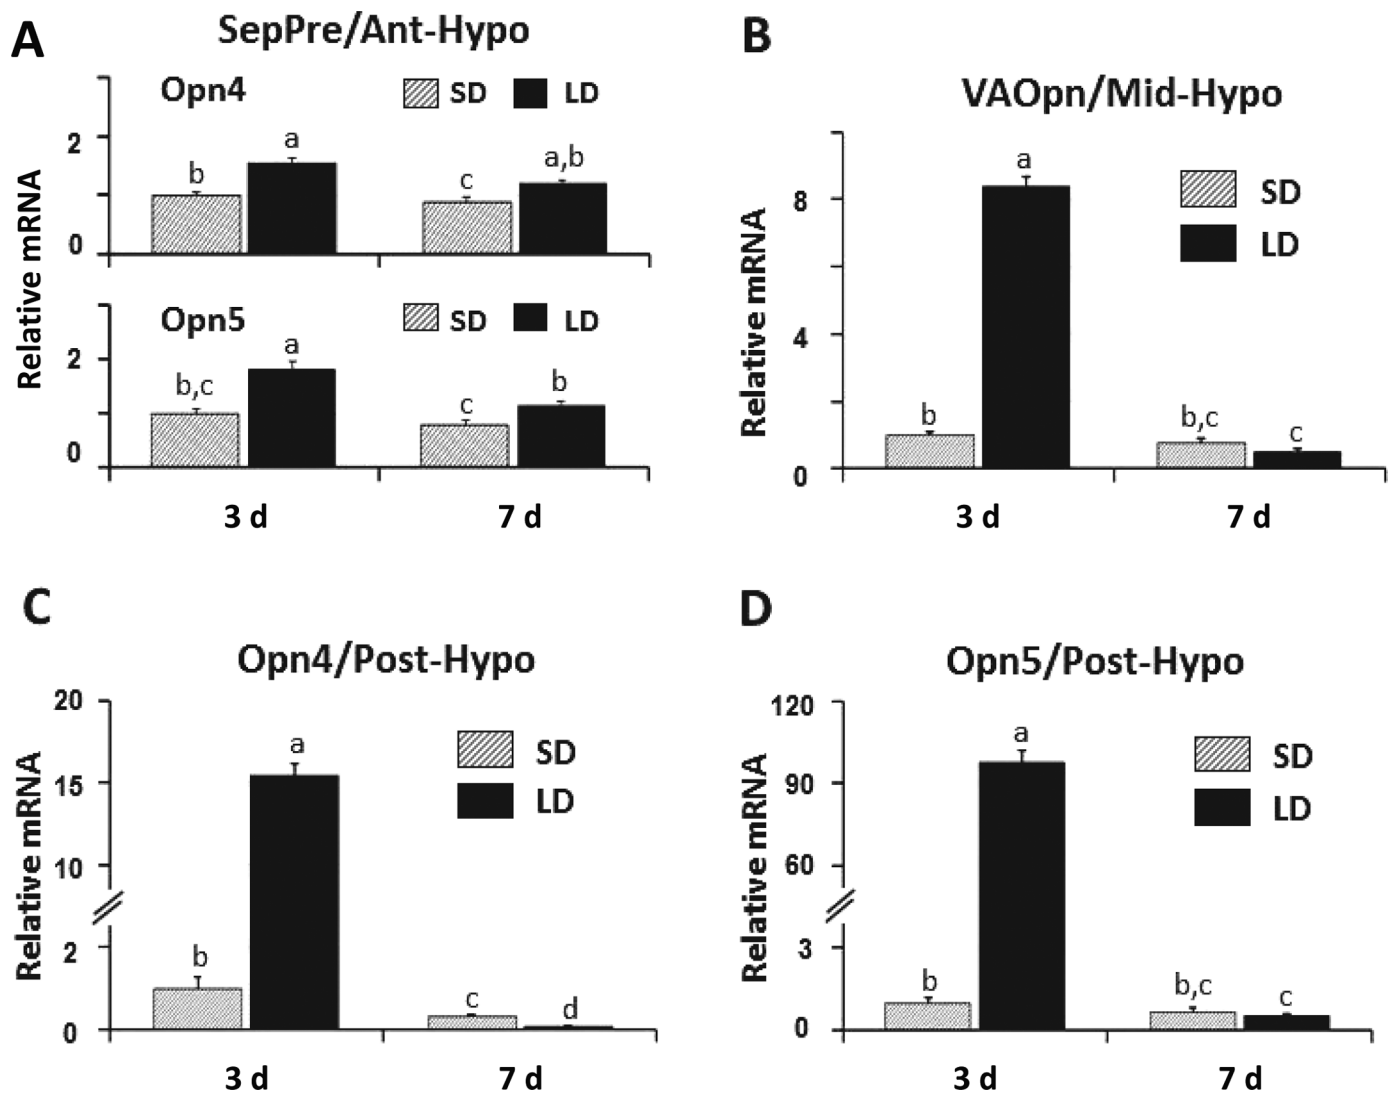 A
SepPre/Ant-Hypo
Opn4
SD
LD
2
0
b
a
c
a,b
Relative mRNA
Opn5
SD
LD
2
0
b,c
a
c
b
3 d
7 d
B
VAOpn/Mid-Hypo
SD
LD
Relative mRNA
8
4
0
b
a
b,c
c
3 d
7 d
C
Opn4/Post-Hypo
SD
LD
Relative mRNA
20
15
10
2
0
b
a
c
d
3 d
7 d
D
Opn5/Post-Hypo
SD
LD
Relative mRNA
120
90
60
3
0
b
a
b,c
c
3 d
7 d